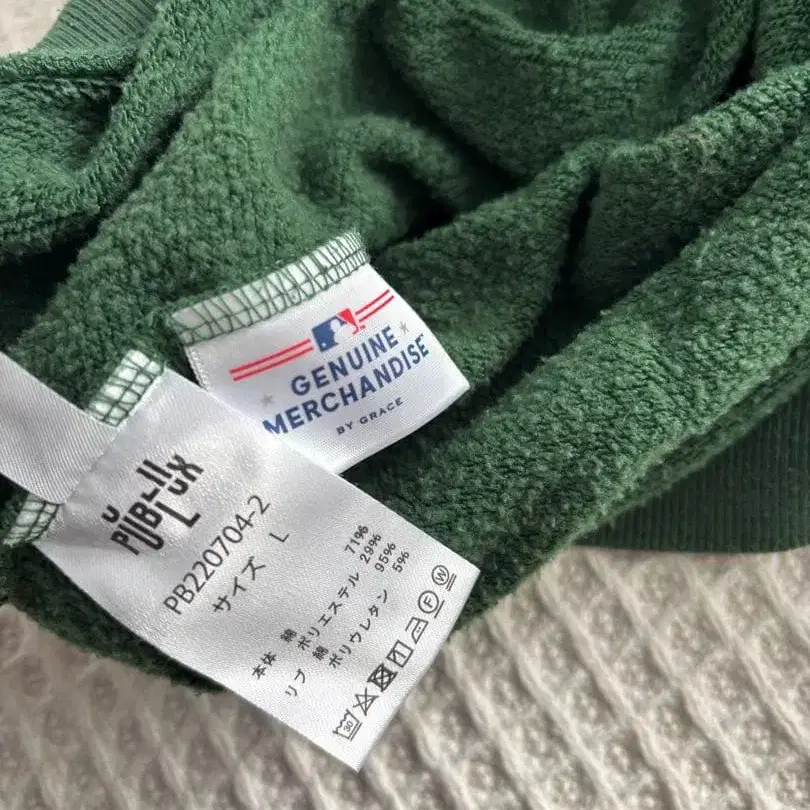 GENUINE
MERCHANDISE
BY GRACE
PUBLUX
PB220704-2
サイズ L
本体 綿 71%
ポリエステル 29%
リブ 綿 95%
ポリウレタン 5%
30 F W